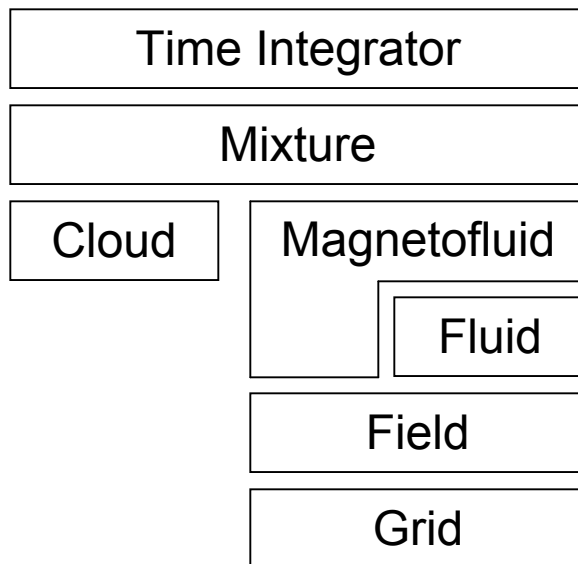 Time Integrator
Mixture
Cloud
Magnetofluid
Fluid
Field
Grid